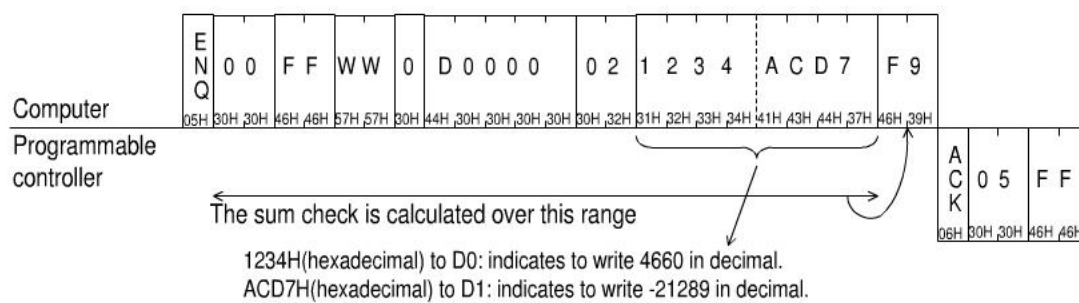 E N Q 0 0 F F W W 0 D 0 0 0 0 0 2 1 2 3 4 A C D 7 F 9
Computer
05H 30H 30H 46H 46H 57H 57H 30H 44H 30H 30H 30H 30H 30H 32H 31H 32H 33H 34H 41H 43H 44H 37H 46H 39H
Programmable
controller
A C K 0 5 F F
06H 30H 30H 46H 46H
The sum check is calculated over this range
1234H(hexadecimal) to D0: indicates to write 4660 in decimal.
ACD7H(hexadecimal) to D1: indicates to write -21289 in decimal.